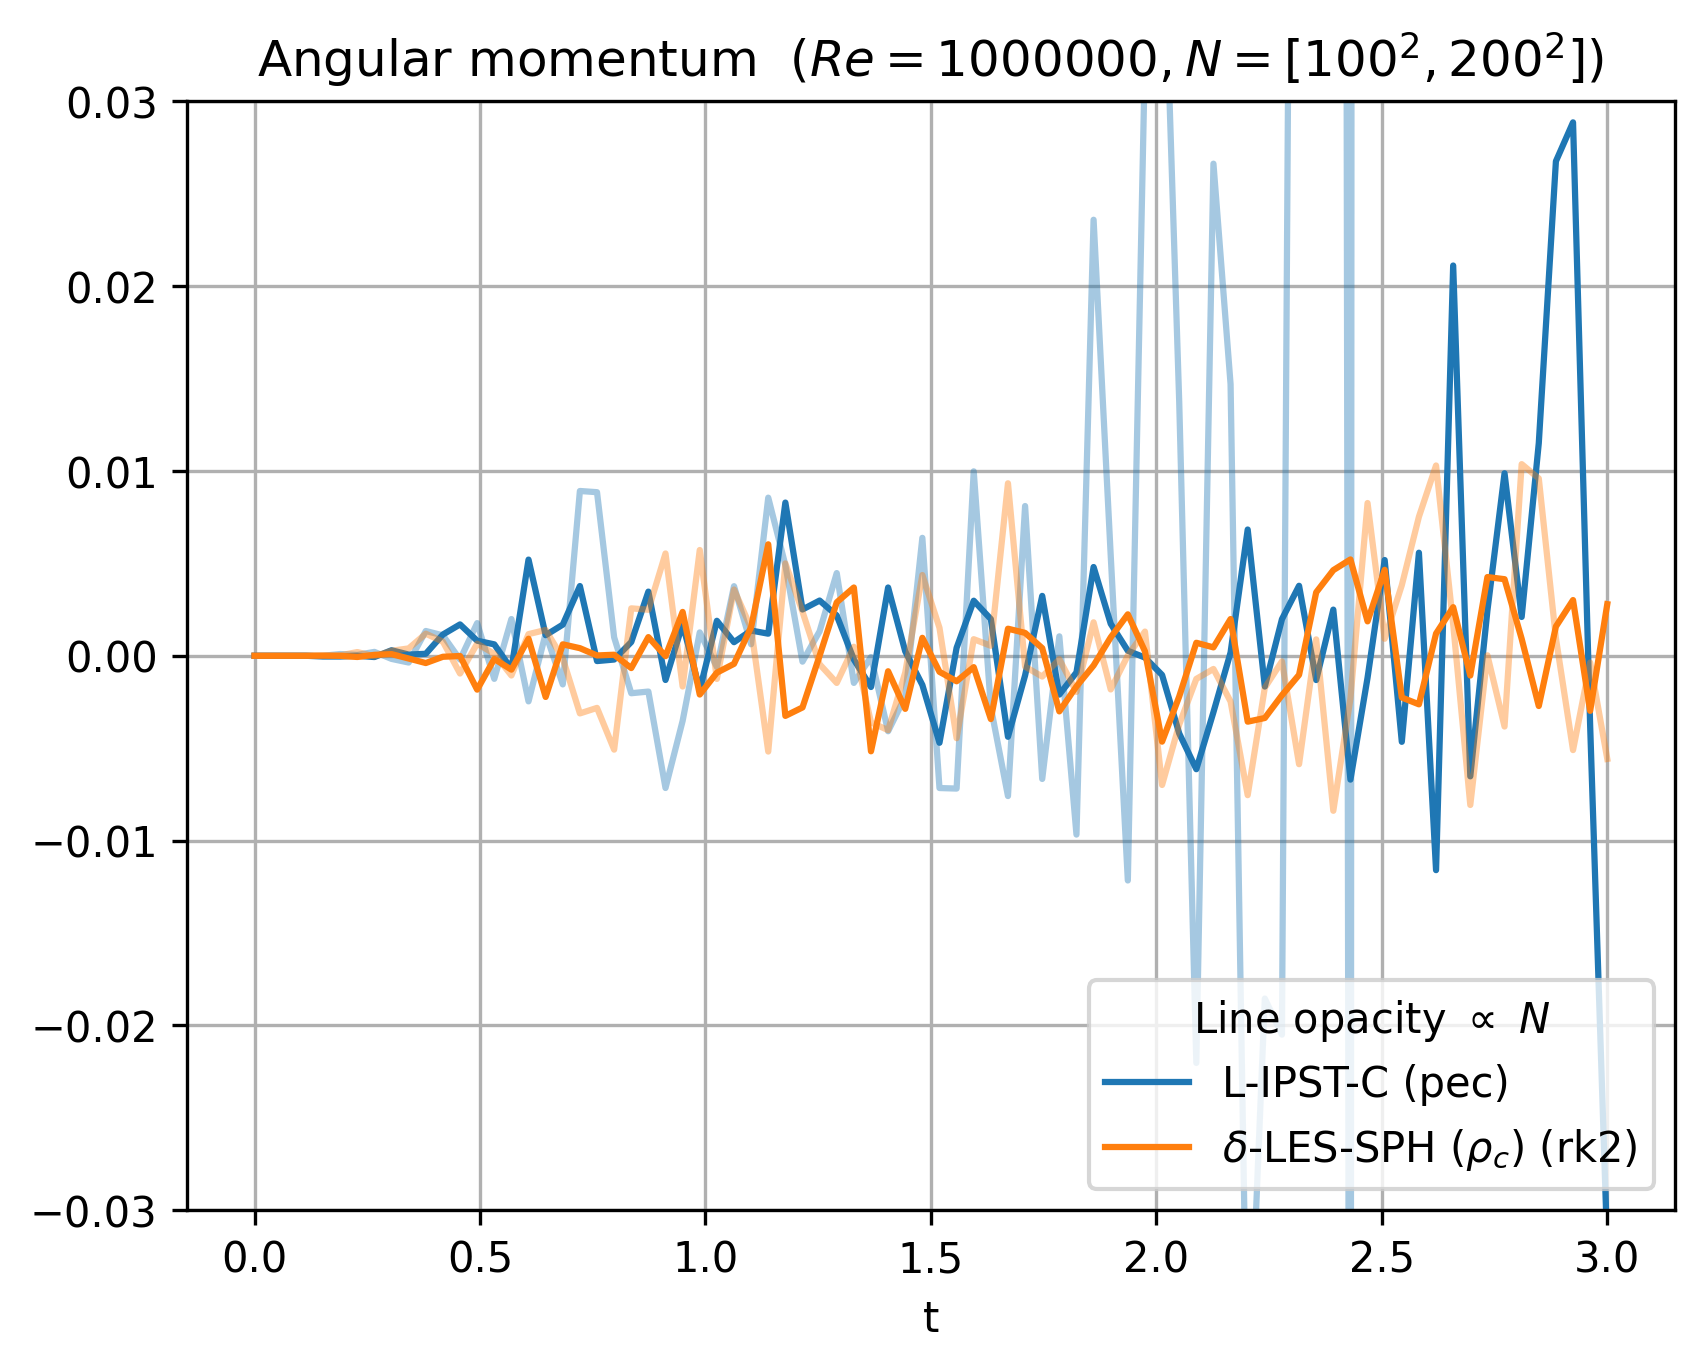 Angular momentum (Re = 1000000, N = [100², 200²])
0.03
0.02
0.01
0.00
−0.01
−0.02
−0.03
Line opacity ∝ N
L-IPST-C (pec)
δ-LES-SPH (ρc) (rk2)
0.0 0.5 1.0 1.5 2.0 2.5 3.0
t